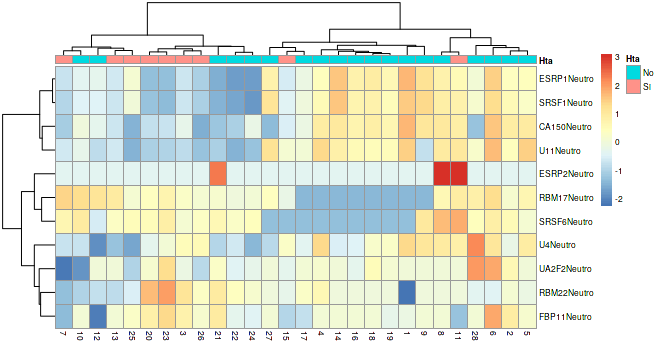 Hta
ESRP1Neutro
SRSF1Neutro
CA150Neutro
U11Neutro
ESRP2Neutro
RBM17Neutro
SRSF6Neutro
U4Neutro
UA2F2Neutro
RBM22Neutro
FBP11Neutro
7 10 12 13 25 20 23 3 26 21 22 24 27 15 17 4 14 16 18 19 1 9 8 11 28 6 2 5
3
2
1
0
-1
-2
Hta
No
Si